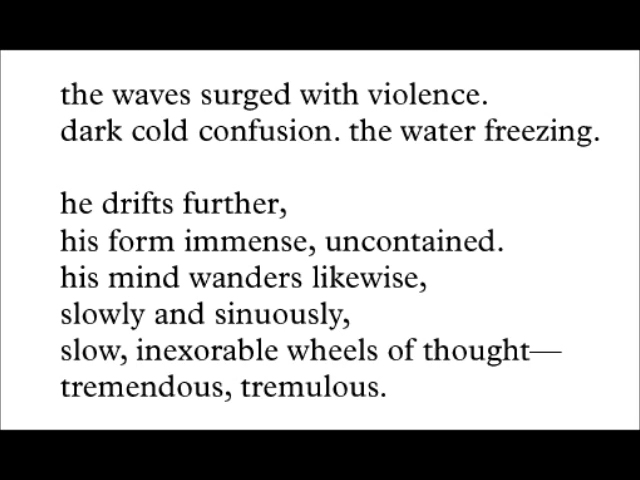 the waves surged with violence.
dark cold confusion. the water freezing.
he drifts further,
his form immense, uncontained.
his mind wanders likewise,
slowly and sinuously,
slow, inexorable wheels of thought—
tremendous, tremulous.